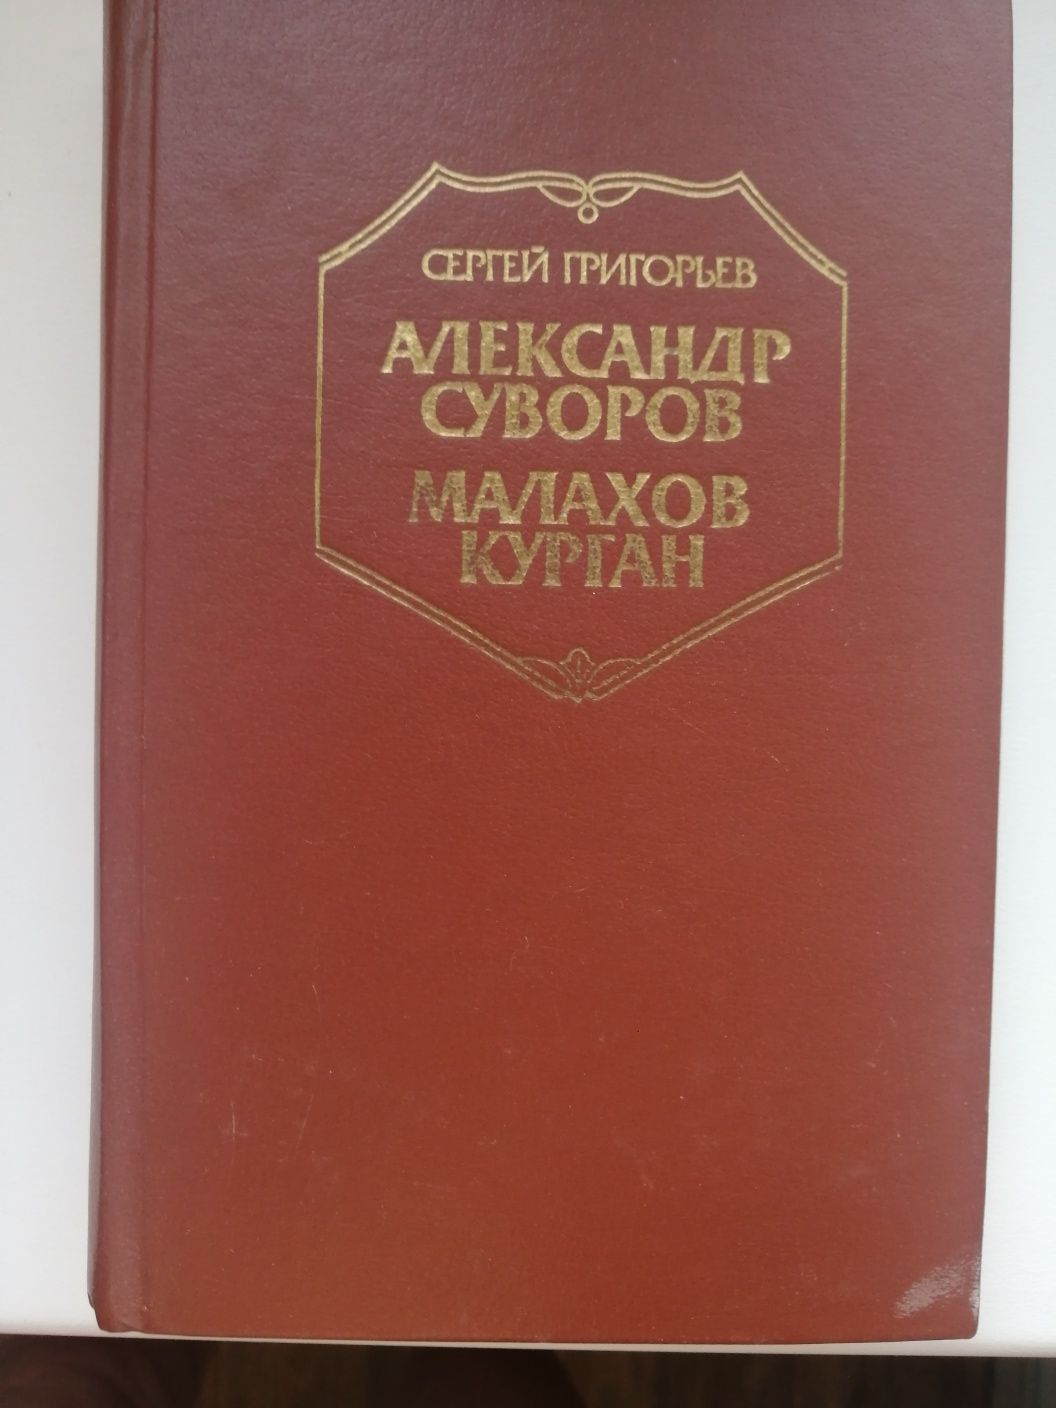 СЕРГЕЙ ГРИГОРЬЕВ
АЛЕКСАНДР
СУВОРОВ
МАЛАХОВ
КУРГАН